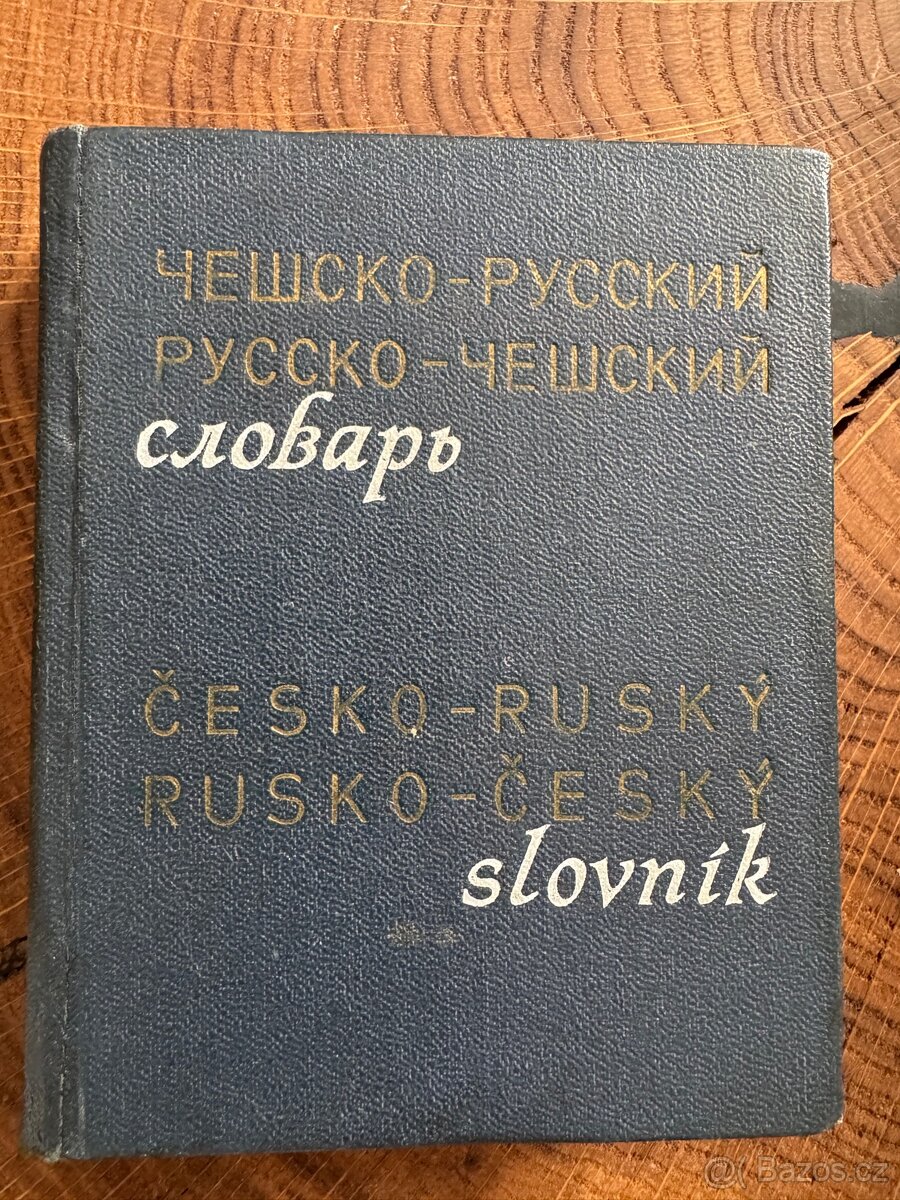 ЧЕШСКО-РУССКИЙ
РУССКО-ЧЕШСКИЙ
словарь
ČESKO-RUSKÝ
RUSKO-ČESKÝ
slovník
Bazos.cz